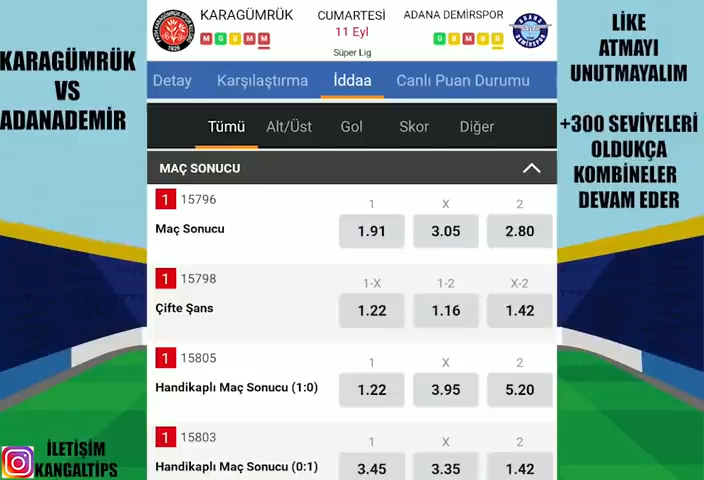 KARAGÜMRÜK
VS
ADANADEMİR
KARAGÜMRÜK
M G B M M
CUMARTESİ
11 Eyl
Süper Lig
ADANA DEMİRSPOR
G B M B B
LİKE
ATMAYI
UNUTMAYALIM
+300 SEVİYELERİ
OLDUKÇA
KOMBİNELER
DEVAM EDER
Detay Karşılaştırma İddaa Canlı Puan Durumu
Tümü Alt/Üst Gol Skor Diğer
MAÇ SONUCU
1 15796 1 X 2
Maç Sonucu 1.91 3.05 2.80
1 15798 1-X 1-2 X-2
Çifte Şans 1.22 1.16 1.42
1 15805 1 X 2
Handikaplı Maç Sonucu (1:0) 1.22 3.95 5.20
1 15803 1 X 2
Handikaplı Maç Sonucu (0:1) 3.45 3.35 1.42
İLETİŞİM
KANGALTİPS